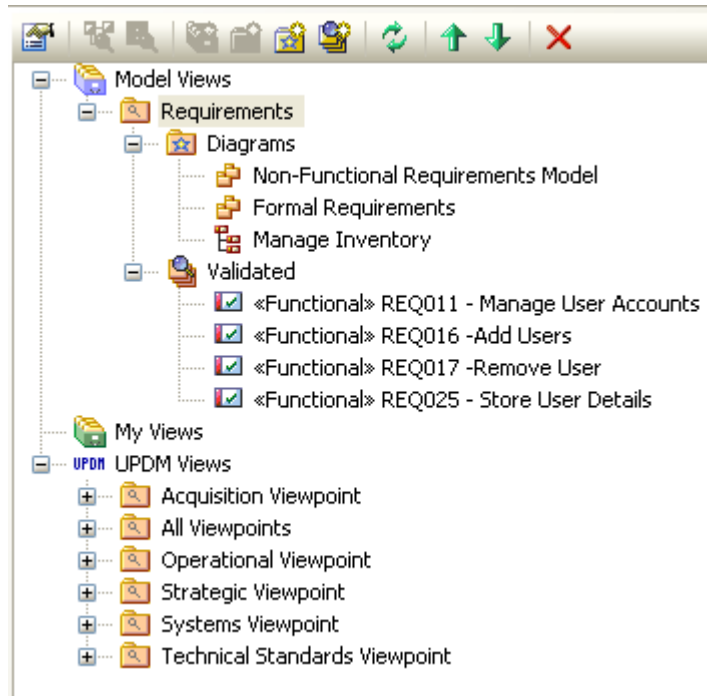 Model Views
Requirements
Diagrams
Non-Functional Requirements Model
Formal Requirements
Manage Inventory
Validated
«Functional» REQ011 - Manage User Accounts
«Functional» REQ016 -Add Users
«Functional» REQ017 -Remove User
«Functional» REQ025 - Store User Details
My Views
UPDM UPDM Views
Acquisition Viewpoint
All Viewpoints
Operational Viewpoint
Strategic Viewpoint
Systems Viewpoint
Technical Standards Viewpoint